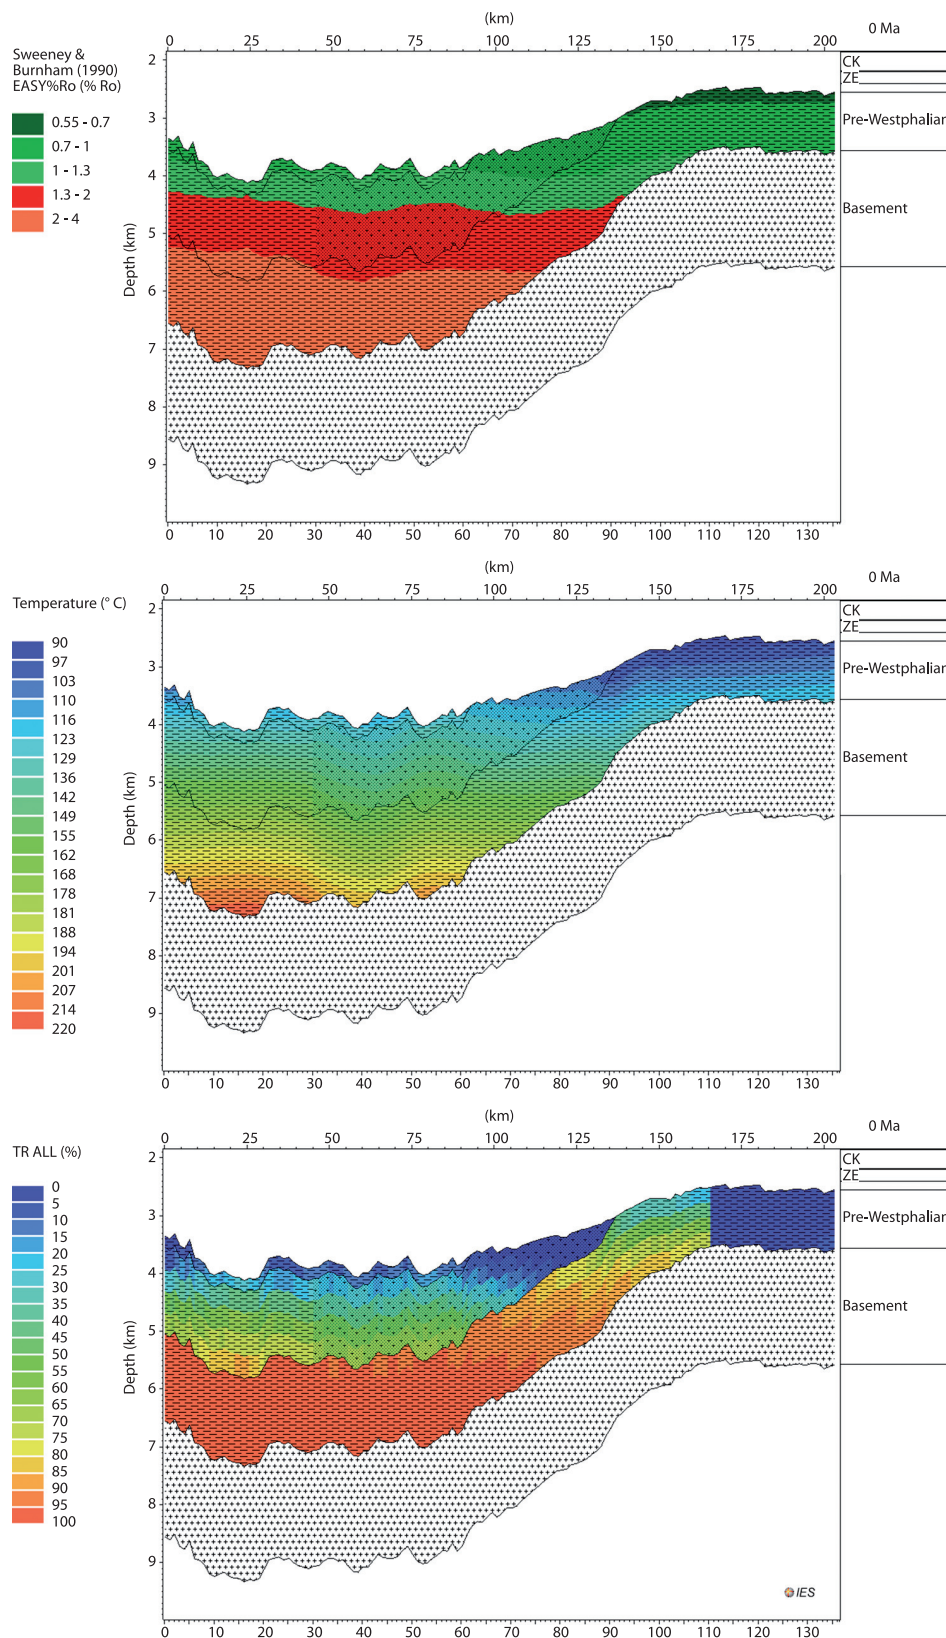 (km)
0 25 50 75 100 125 150 175 200
0 Ma
Sweeney &
Burnham (1990)
EASY%Ro (% Ro)
0.55 - 0.7
0.7 - 1
1 - 1.3
1.3 - 2
2 - 4
Depth (km)
2
3
4
5
6
7
8
9
CK
ZE
Pre-Westphalian
Basement
0 10 20 30 40 50 60 70 80 90 100 110 120 130
(km)
0 25 50 75 100 125 150 175 200
0 Ma
Temperature (° C)
90
97
103
110
116
123
129
136
142
149
155
162
168
178
181
188
194
201
207
214
220
Depth (km)
2
3
4
5
6
7
8
9
CK
ZE
Pre-Westphalian
Basement
0 10 20 30 40 50 60 70 80 90 100 110 120 130
(km)
0 25 50 75 100 125 150 175 200
0 Ma
TR ALL (%)
0
5
10
15
20
25
30
35
40
45
50
55
60
65
70
75
80
85
90
95
100
Depth (km)
2
3
4
5
6
7
8
9
CK
ZE
Pre-Westphalian
Basement
IES
0 10 20 30 40 50 60 70 80 90 100 110 120 130